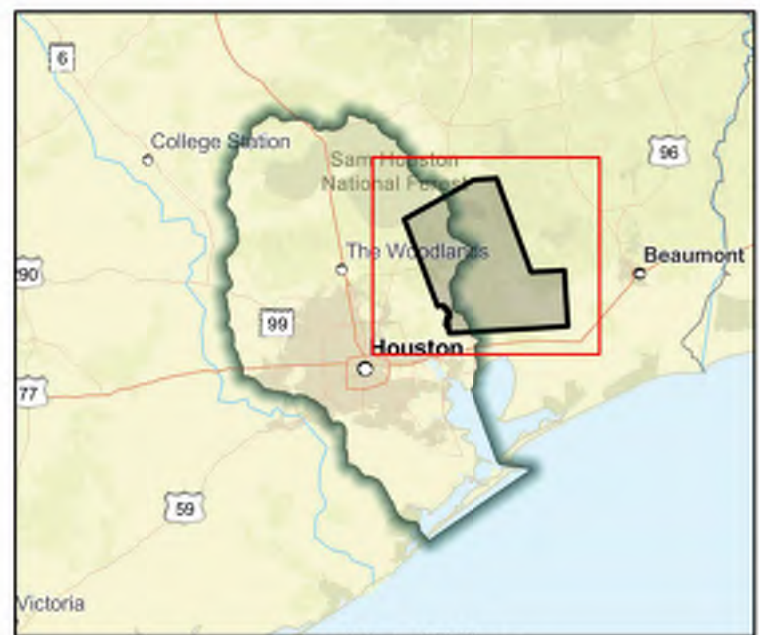 6
College Station
Sam Houston
National Forest
96
The Woodlands
Beaumont
90
99
Houston
77
59
Victoria